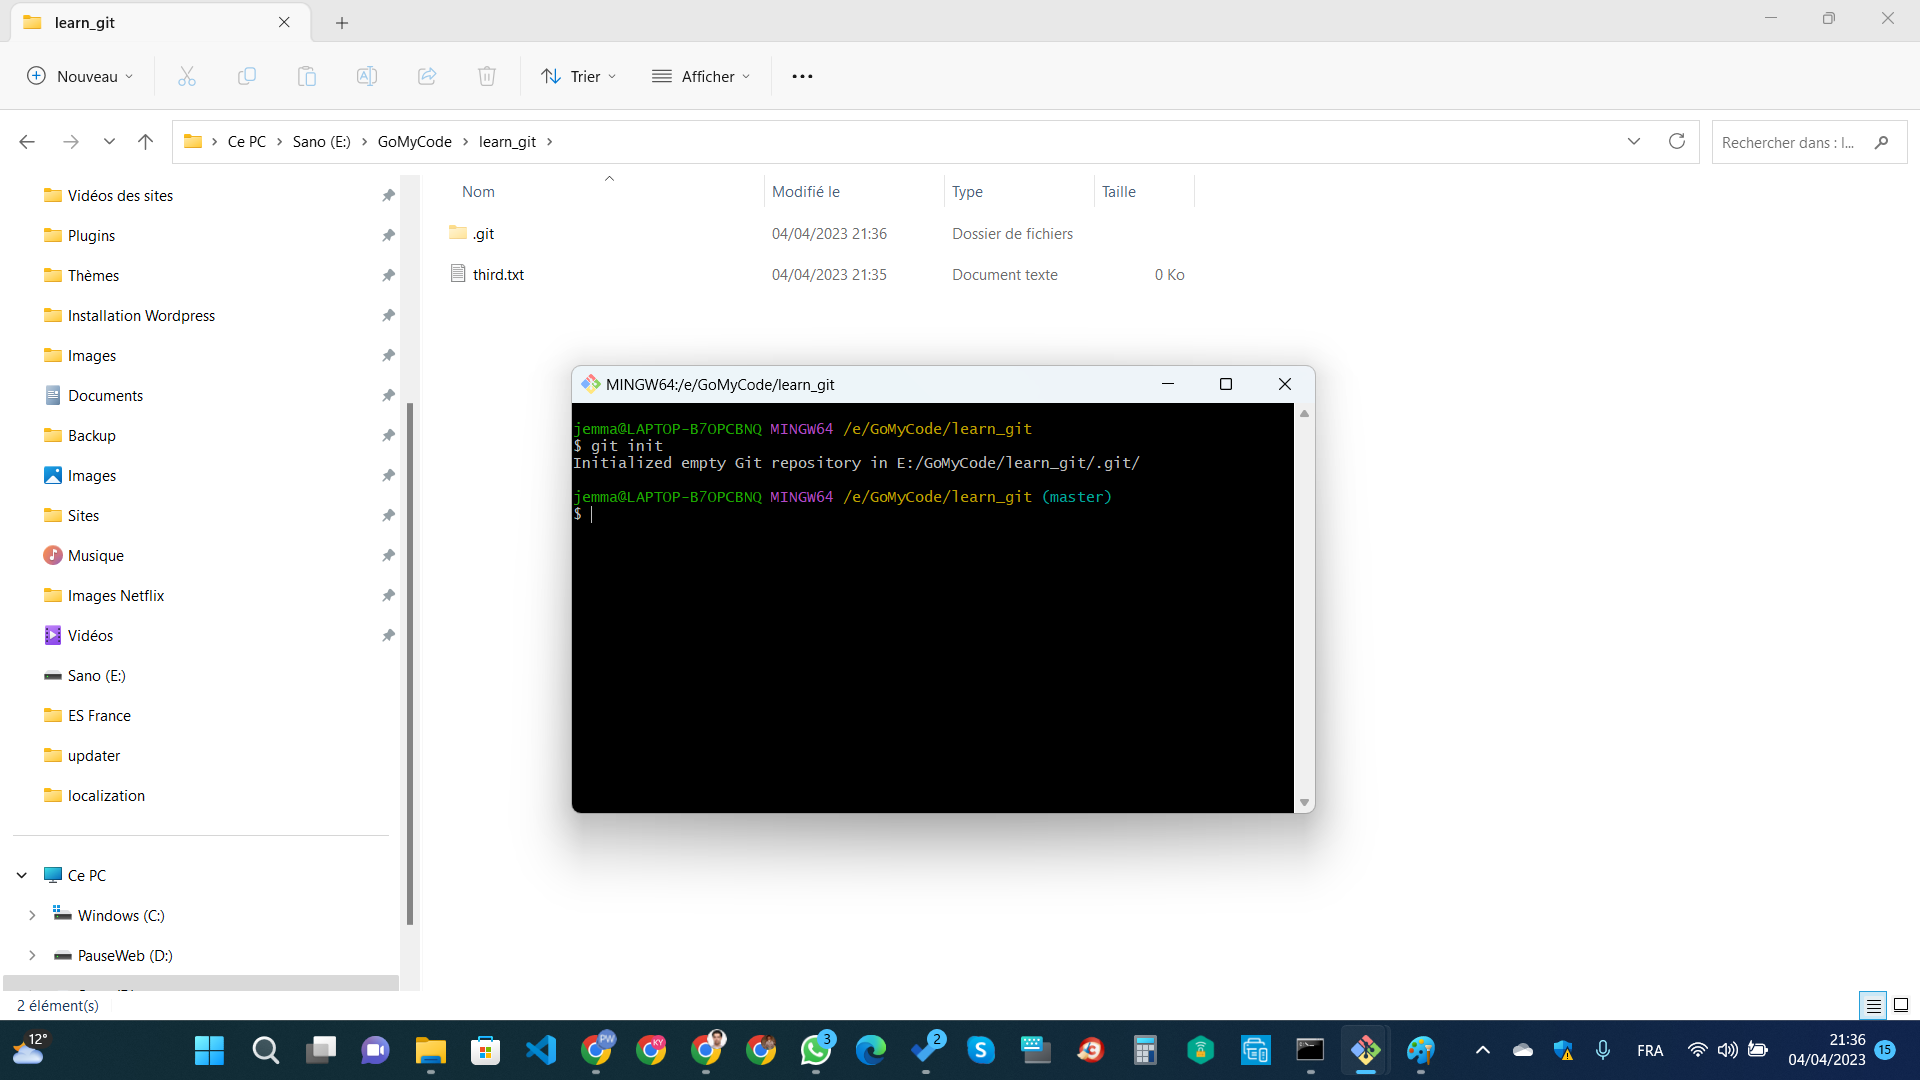 learn_git
Nouveau
Trier
Afficher
Ce PC
Sano (E:)
GoMyCode
learn_git
Rechercher dans : l...
Vidéos des sites
Plugins
Thèmes
Installation Wordpress
Images
Documents
Backup
Images
Sites
Musique
Images Netflix
Vidéos
Sano (E:)
ES France
updater
localization
Ce PC
Windows (C:)
PauseWeb (D:)
Nom Modifié le Type Taille
.git 04/04/2023 21:36 Dossier de fichiers
third.txt 04/04/2023 21:35 Document texte 0 Ko
MINGW64:/e/GoMyCode/learn_git
jemma@LAPTOP-B7OPCBNQ MINGW64 /e/GoMyCode/learn_git
$ git init
Initialized empty Git repository in E:/GoMyCode/learn_git/.git/
jemma@LAPTOP-B7OPCBNQ MINGW64 /e/GoMyCode/learn_git (master)
$
2 élément(s)
12°
PW
KY
3
2
FRA
21:36
04/04/2023
15